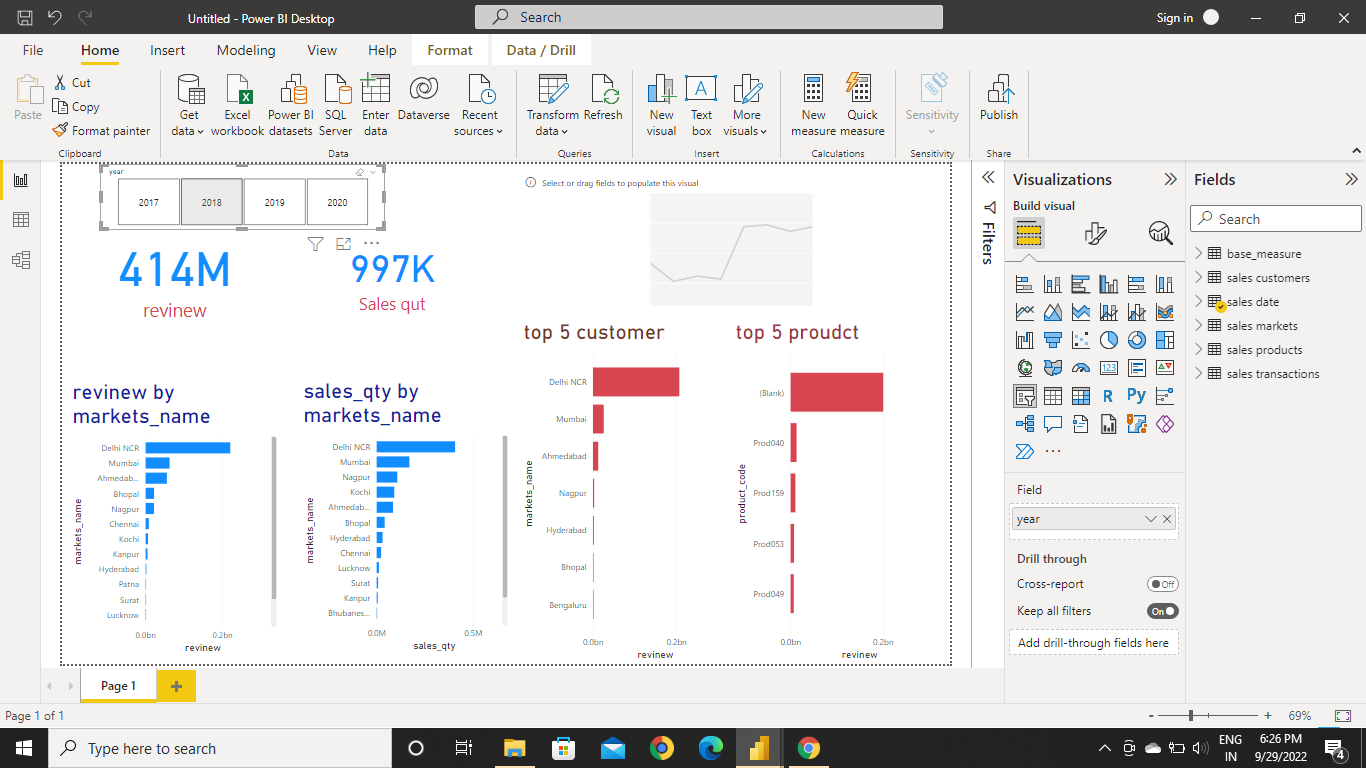 Untitled - Power BI Desktop
Search
Sign in
File
Home
Insert
Modeling
View
Help
Format
Data / Drill
Paste
Cut
Copy
Format painter
Clipboard
Get data
Excel workbook
Power BI datasets
SQL Server
Enter data
Dataverse
Recent sources
Data
Transform data
Refresh
Queries
New visual
Text box
More visuals
Insert
New measure
Quick measure
Calculations
Sensitivity
Sensitivity
Publish
Share
year
2017
2018
2019
2020
414M
revinew
997K
Sales qut
Select or drag fields to populate this visual
revinew by
markets_name
markets_name
Delhi NCR
Mumbai
Ahmedab...
Bhopal
Nagpur
Chennai
Kochi
Kanpur
Hyderabad
Patna
Surat
Lucknow
0.0bn
0.2bn
revinew
sales_qty by
markets_name
markets_name
Delhi NCR
Mumbai
Nagpur
Kochi
Ahmedab...
Bhopal
Hyderabad
Chennai
Lucknow
Surat
Kanpur
Bhubanes...
0.0M
0.5M
sales_qty
top 5 customer
markets_name
Delhi NCR
Mumbai
Ahmedabad
Nagpur
Hyderabad
Bhopal
Bengaluru
0.0bn
0.2bn
revinew
top 5 proudct
product_code
(Blank)
Prod040
Prod159
Prod053
Prod049
0.0bn
0.2bn
revinew
Filters
Visualizations
Build visual
123
R
Py
Field
year
Drill through
Cross-report
Off
Keep all filters
On
Add drill-through fields here
Fields
Search
base_measure
sales customers
sales date
sales markets
sales products
sales transactions
Page 1
Page 1 of 1
69%
Type here to search
ENG
IN
6:26 PM
9/29/2022
4